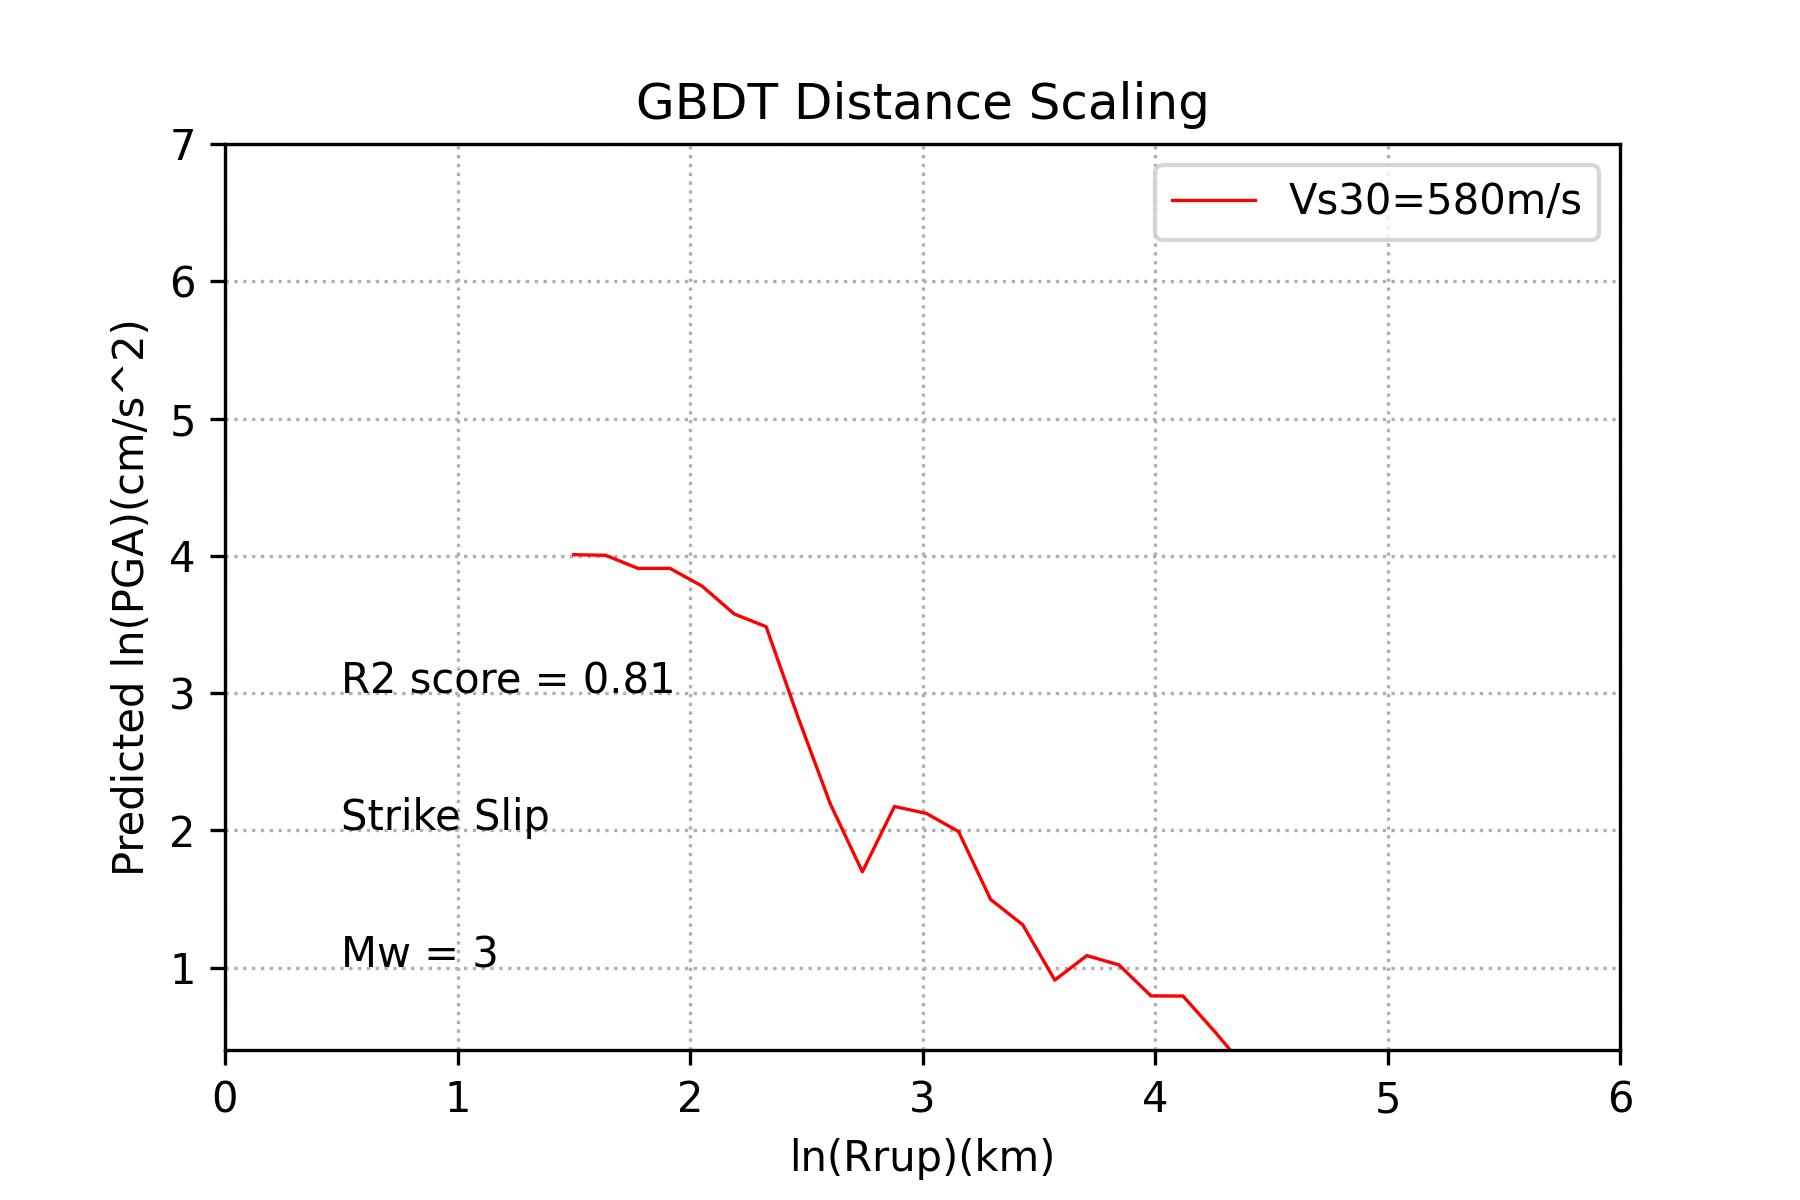 GBDT Distance Scaling
7
6
5
4
3
2
1
Predicted ln(PGA)(cm/s^2)
Vs30=580m/s
R2 score = 0.81
Strike Slip
Mw = 3
0 1 2 3 4 5 6
ln(Rrup)(km)